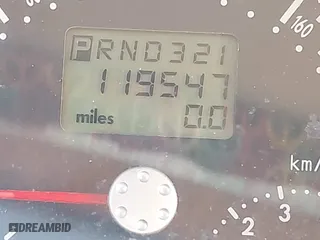 PRND321
119547
miles 0.0
160
km/
2 3
DREAMBID